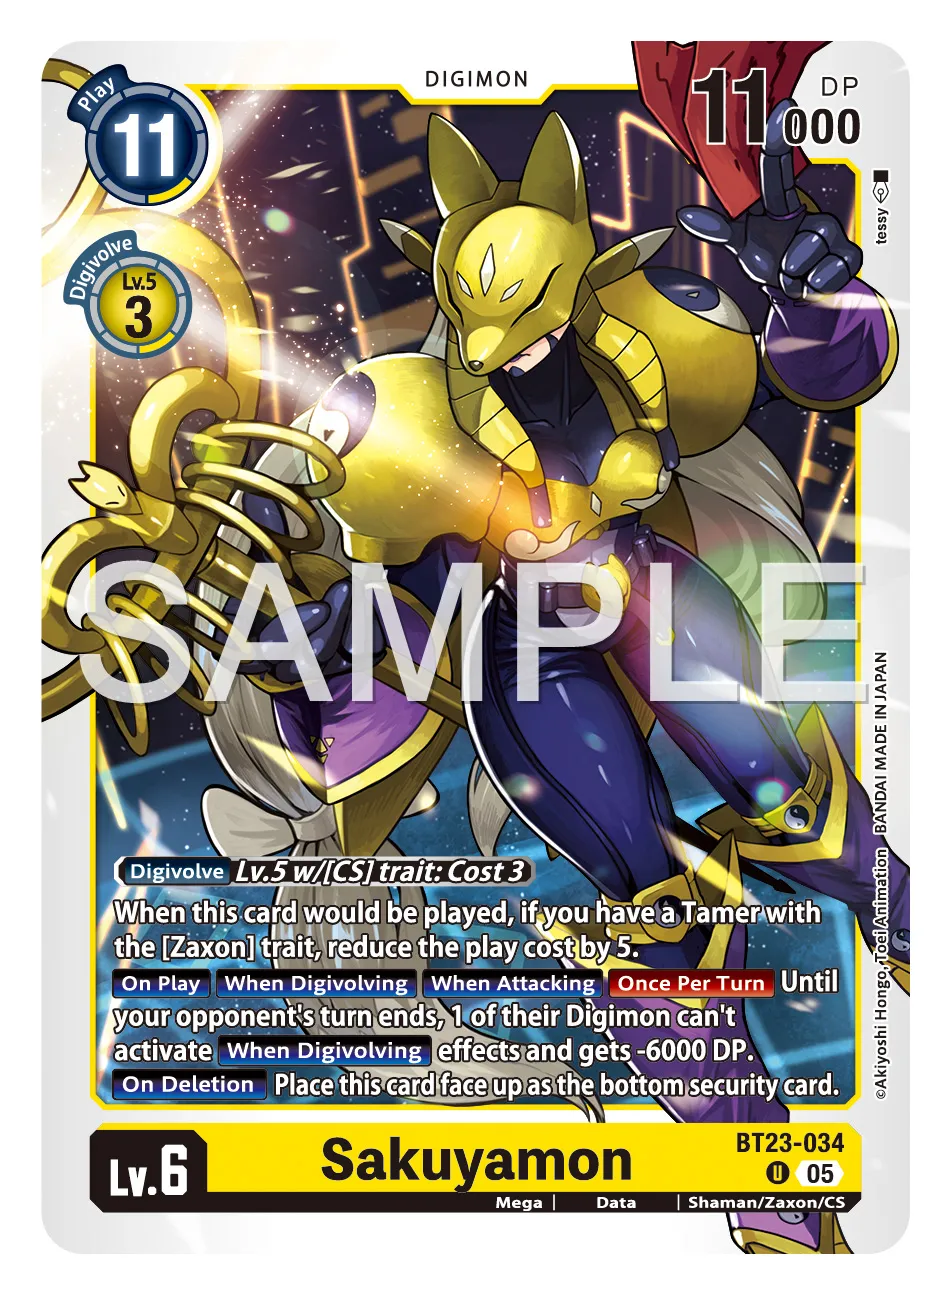 DIGIMON
Play
11
11000
DP
Digivolve
Lv.5
3
tessy
SAMPLE
©Akiyoshi Hongo, Toei Animation BANDAI MADE IN JAPAN
Digivolve Lv.5 w/[CS] trait: Cost 3
When this card would be played, if you have a Tamer with
the [Zaxon] trait, reduce the play cost by 5.
On Play When Digivolving When Attacking Once Per Turn Until
your opponent's turn ends, 1 of their Digimon can't
activate When Digivolving effects and gets -6000 DP.
On Deletion Place this card face up as the bottom security card.
Lv.6
Sakuyamon
BT23-034
U 05
Mega | Data | Shaman/Zaxon/CS